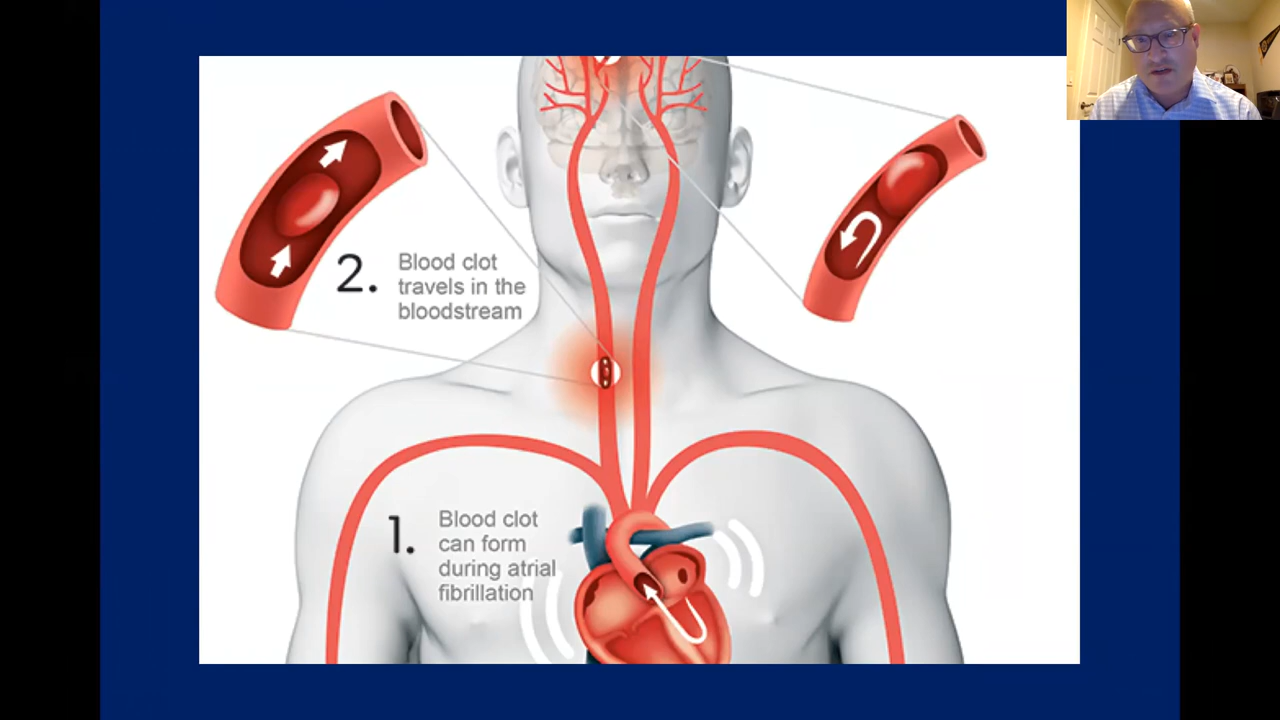 2. Blood clot
travels in the
bloodstream
1. Blood clot
can form
during atrial
fibrillation